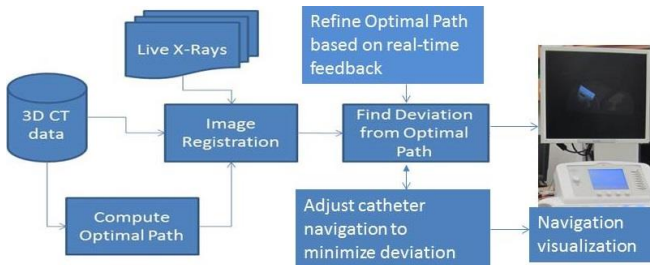 Live X-Rays
Refine Optimal Path
based on real-time
feedback
3D CT
data
Image
Registration
Find Deviation
from Optimal
Path
Compute
Optimal Path
Adjust catheter
navigation to
minimize deviation
Navigation
visualization